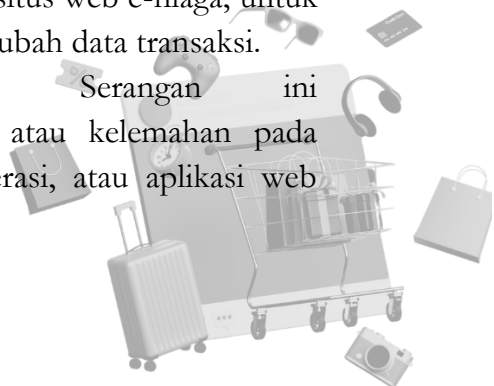 situs web e-niaga, untuk
ubah data transaksi.
Serangan ini
atau kelemahan pada
erasi, atau aplikasi web